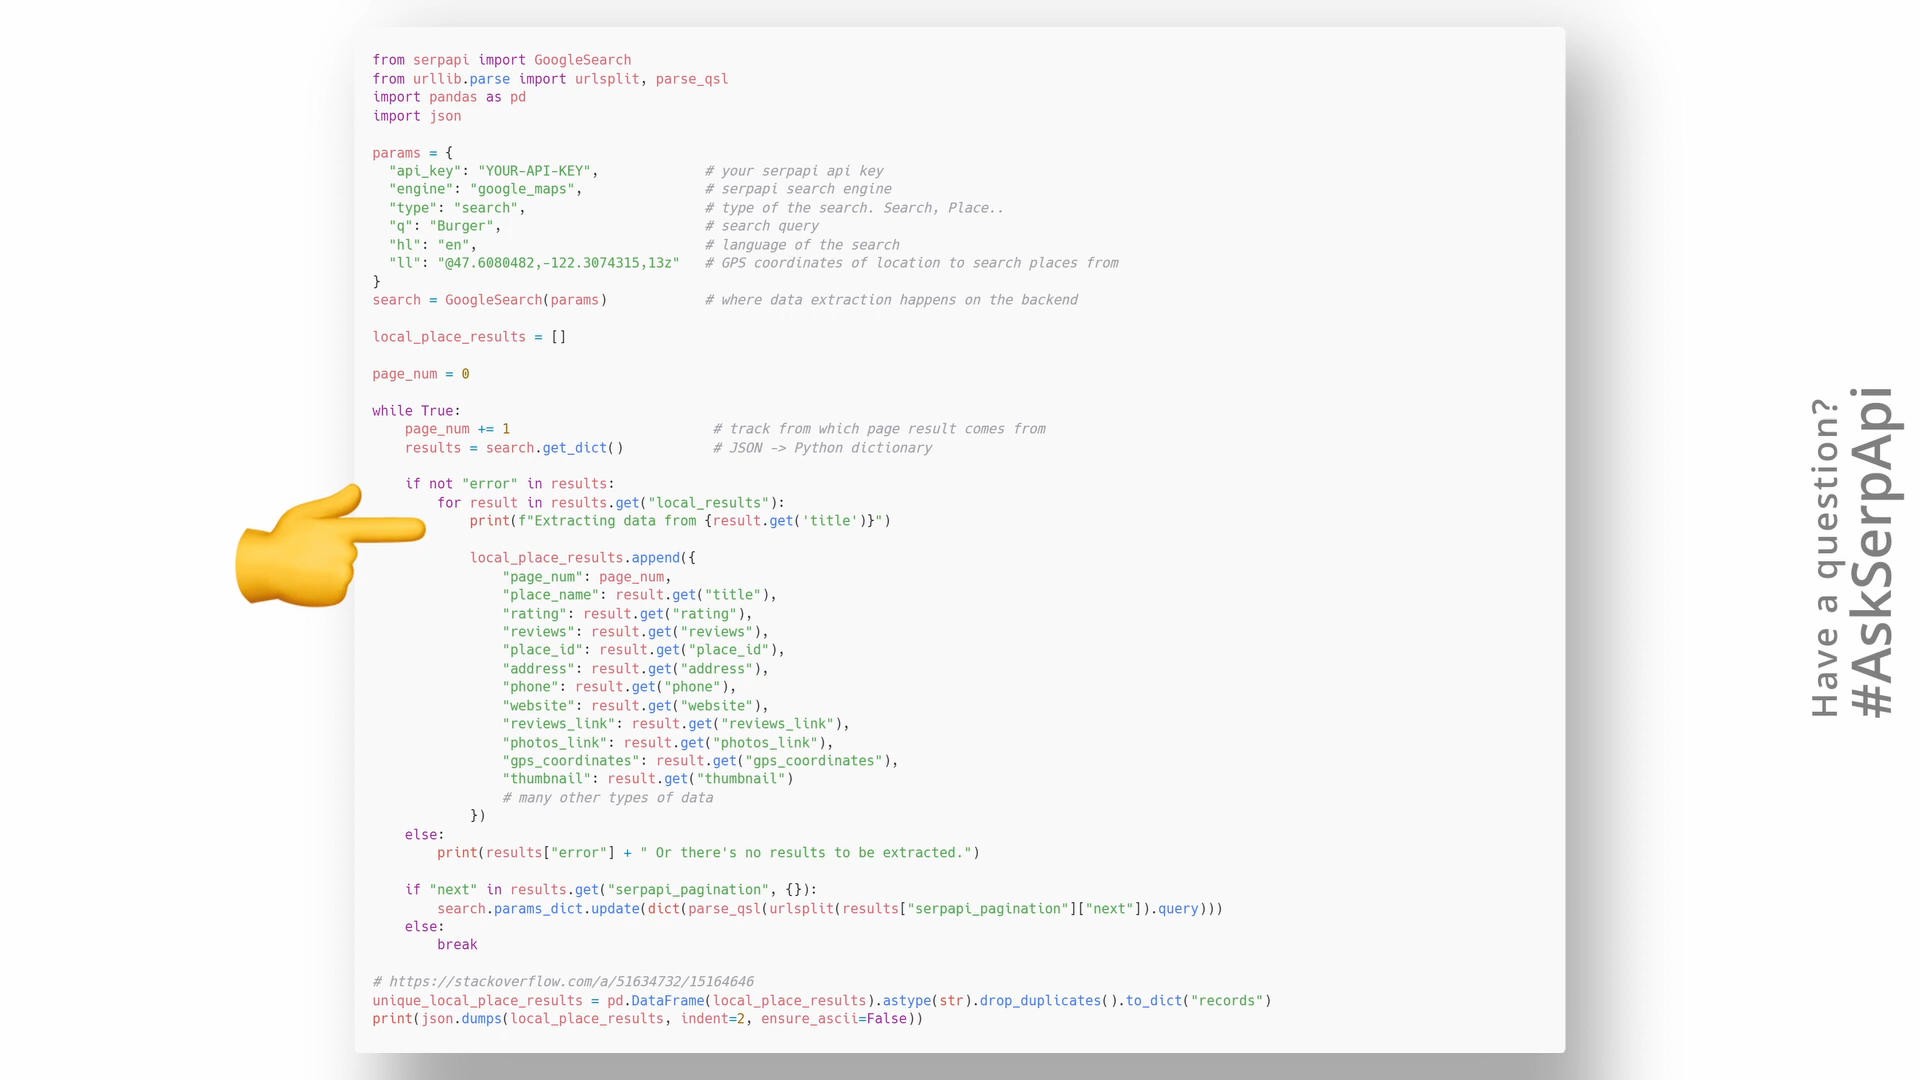 from serpapi import GoogleSearch
from urllib.parse import urlsplit, parse_qsl
import pandas as pd
import json
params = {
  "api_key": "YOUR-API-KEY",             # your serpapi api key
  "engine": "google_maps",               # serpapi search engine
  "type": "search",                      # type of the search. Search, Place..
  "q": "Burger",                         # search query
  "hl": "en",                            # language of the search
  "ll": "@47.6080482,-122.3074315,13z"   # GPS coordinates of location to search places from
}
search = GoogleSearch(params)            # where data extraction happens on the backend
local_place_results = []
page_num = 0
while True:
    page_num += 1                         # track from which page result comes from
    results = search.get_dict()           # JSON -> Python dictionary
    if not "error" in results:
        for result in results.get("local_results"):
            print(f"Extracting data from {result.get('title')}")
            local_place_results.append({
                "page_num": page_num,
                "place_name": result.get("title"),
                "rating": result.get("rating"),
                "reviews": result.get("reviews"),
                "place_id": result.get("place_id"),
                "address": result.get("address"),
                "phone": result.get("phone"),
                "website": result.get("website"),
                "reviews_link": result.get("reviews_link"),
                "photos_link": result.get("photos_link"),
                "gps_coordinates": result.get("gps_coordinates"),
                "thumbnail": result.get("thumbnail")
                # many other types of data
            })
    else:
        print(results["error"] + " Or there's no results to be extracted.")
    if "next" in results.get("serpapi_pagination", {}):
        search.params_dict.update(dict(parse_qsl(urlsplit(results["serpapi_pagination"]["next"]).query)))
    else:
        break
# https://stackoverflow.com/a/51634732/15164646
unique_local_place_results = pd.DataFrame(local_place_results).astype(str).drop_duplicates().to_dict("records")
print(json.dumps(local_place_results, indent=2, ensure_ascii=False))
Have a question?
#AskSerpApi